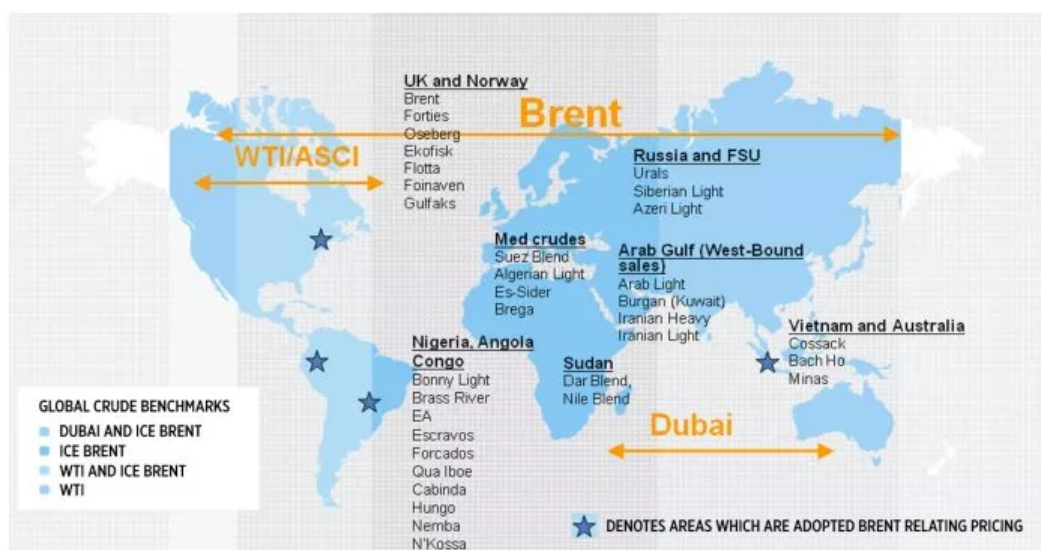 UK and Norway
Brent
Forties
Oseberg
Ekofisk
Flotta
Foinaven
Gulfaks
Brent
WTI/ASCI
Russia and FSU
Urals
Siberian Light
Azeri Light
Med crudes
Suez Blend
Algerian Light
Es-Sider
Brega
Arab Gulf (West-Bound
sales)
Arab Light
Burgan (Kuwait)
Iranian Heavy
Iranian Light
Vietnam and Australia
Cossack
Bach Ho
Minas
Nigeria, Angola
Congo
Bonny Light
Brass River
EA
Escravos
Forcados
Qua Iboe
Cabinda
Hungo
Nemba
N'Kossa
Sudan
Dar Blend,
Nile Blend
Dubai
GLOBAL CRUDE BENCHMARKS
DUBAI AND ICE BRENT
ICE BRENT
WTI AND ICE BRENT
WTI
DENOTES AREAS WHICH ARE ADOPTED BRENT RELATING PRICING